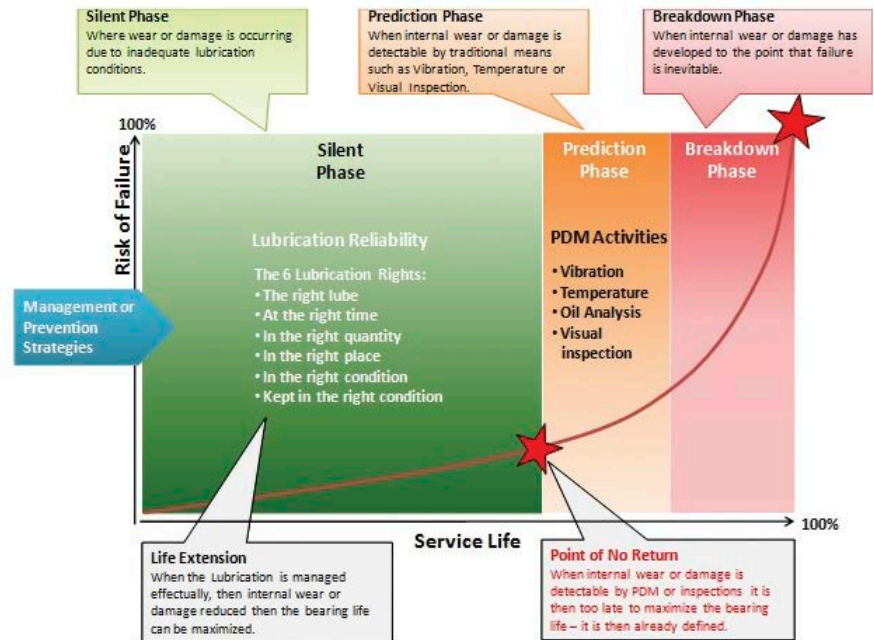 Silent Phase
Where wear or damage is occurring
due to inadequate lubrication
conditions.
Prediction Phase
When internal wear or damage is
detectable by traditional means
such as Vibration, Temperature or
Visual Inspection.
Breakdown Phase
When internal wear or damage has
developed to the point that failure
is inevitable.
100%
Risk of Failure
Silent
Phase
Prediction
Phase
Breakdown
Phase
Lubrication Reliability
The 6 Lubrication Rights:
• The right lube
• At the right time
• In the right quantity
• In the right place
• In the right condition
• Kept in the right condition
PDM Activities
• Vibration
• Temperature
• Oil Analysis
• Visual
inspection
Management or
Prevention
Strategies
Service Life
100%
Life Extension
When the Lubrication is managed
effectually, then internal wear or
damage reduced then the bearing life
can be maximized.
Point of No Return
When internal wear or damage is
detectable by PDM or inspections it is
then too late to maximize the bearing
life – it is then already defined.